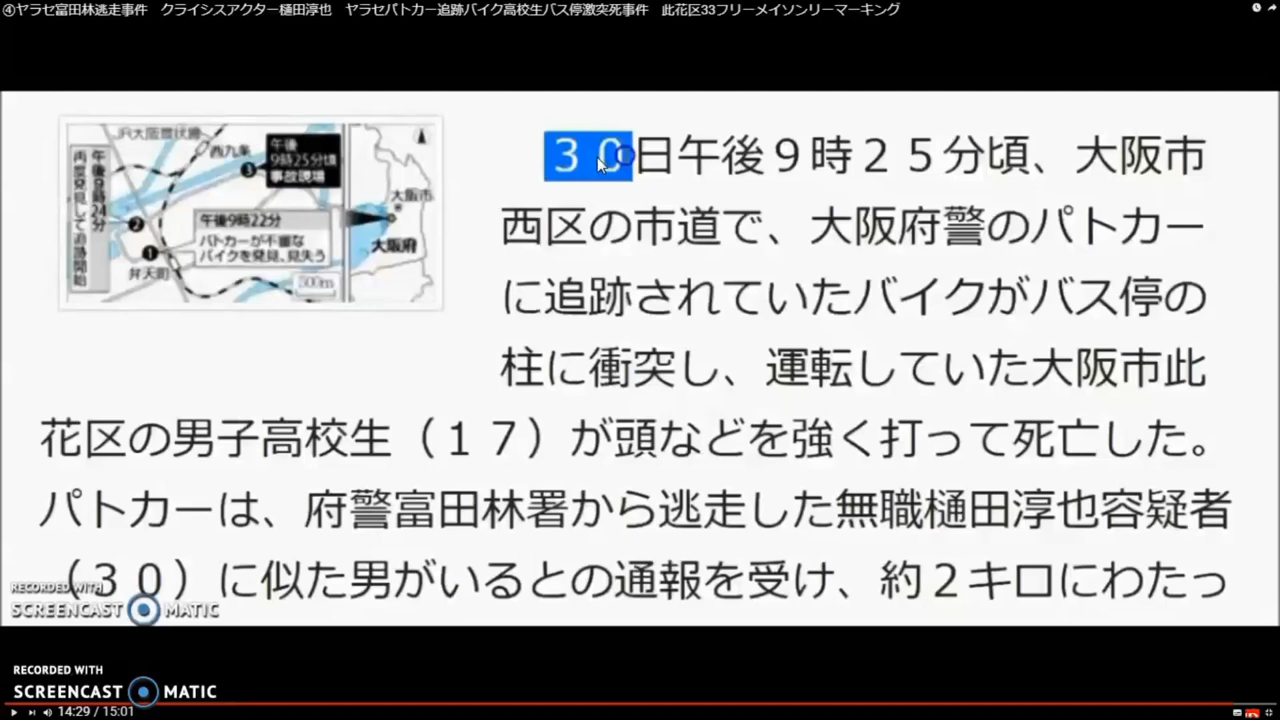 ④ヤラセ富田林逃走事件　クライシスアクター樋田淳也　ヤラセパトカー追跡バイク高校生バス停激突死事件　此花区33フリーメイソンリーマーキング
JR大阪環状線
西九条
午後
9時25分頃
事故現場
午後9時24分
再度発見して追跡開始
❸
❷
❶
大阪市
午後9時22分
パトカーが不審な
バイクを発見、見失う
大阪府
弁天町
500m
３０日午後９時２５分頃、大阪市
西区の市道で、大阪府警のパトカー
に追跡されていたバイクがバス停の
柱に衝突し、運転していた大阪市此
花区の男子高校生（１７）が頭などを強く打って死亡した。
パトカーは、府警富田林署から逃走した無職樋田淳也容疑者
（３０）に似た男がいるとの通報を受け、約２キロにわたっ
RECORDED WITH
SCREENCAST MATIC
RECORDED WITH
SCREENCAST MATIC
14:29 / 15:01